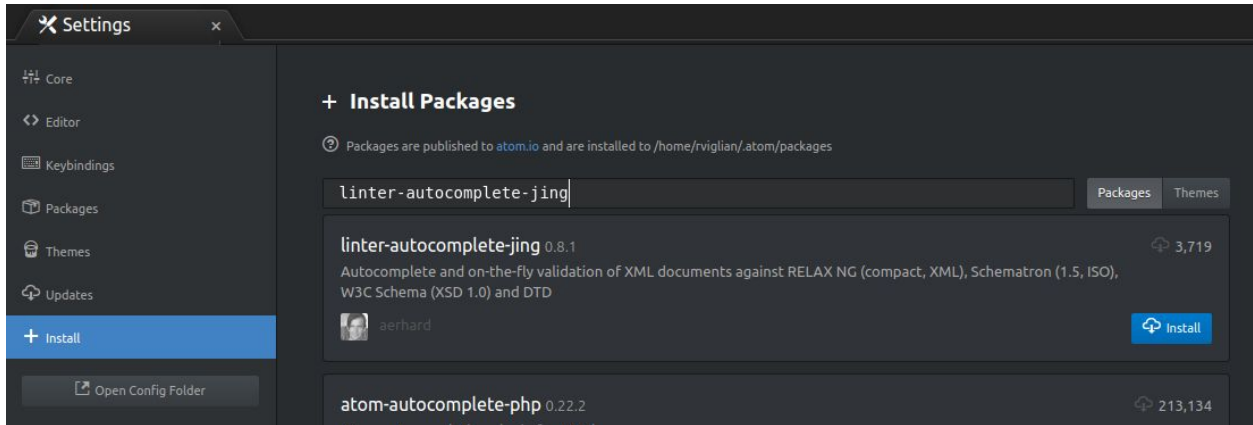 Settings ×
Core
Editor
Keybindings
Packages
Themes
Updates
+ Install
Open Config Folder
+ Install Packages
Packages are published to atom.io and are installed to /home/rviglian/.atom/packages
linter-autocomplete-jing
Packages Themes
linter-autocomplete-jing 0.8.1 3,719
Autocomplete and on-the-fly validation of XML documents against RELAX NG (compact, XML), Schematron (1.5, ISO),
W3C Schema (XSD 1.0) and DTD
aerhard
Install
atom-autocomplete-php 0.22.2 213,134